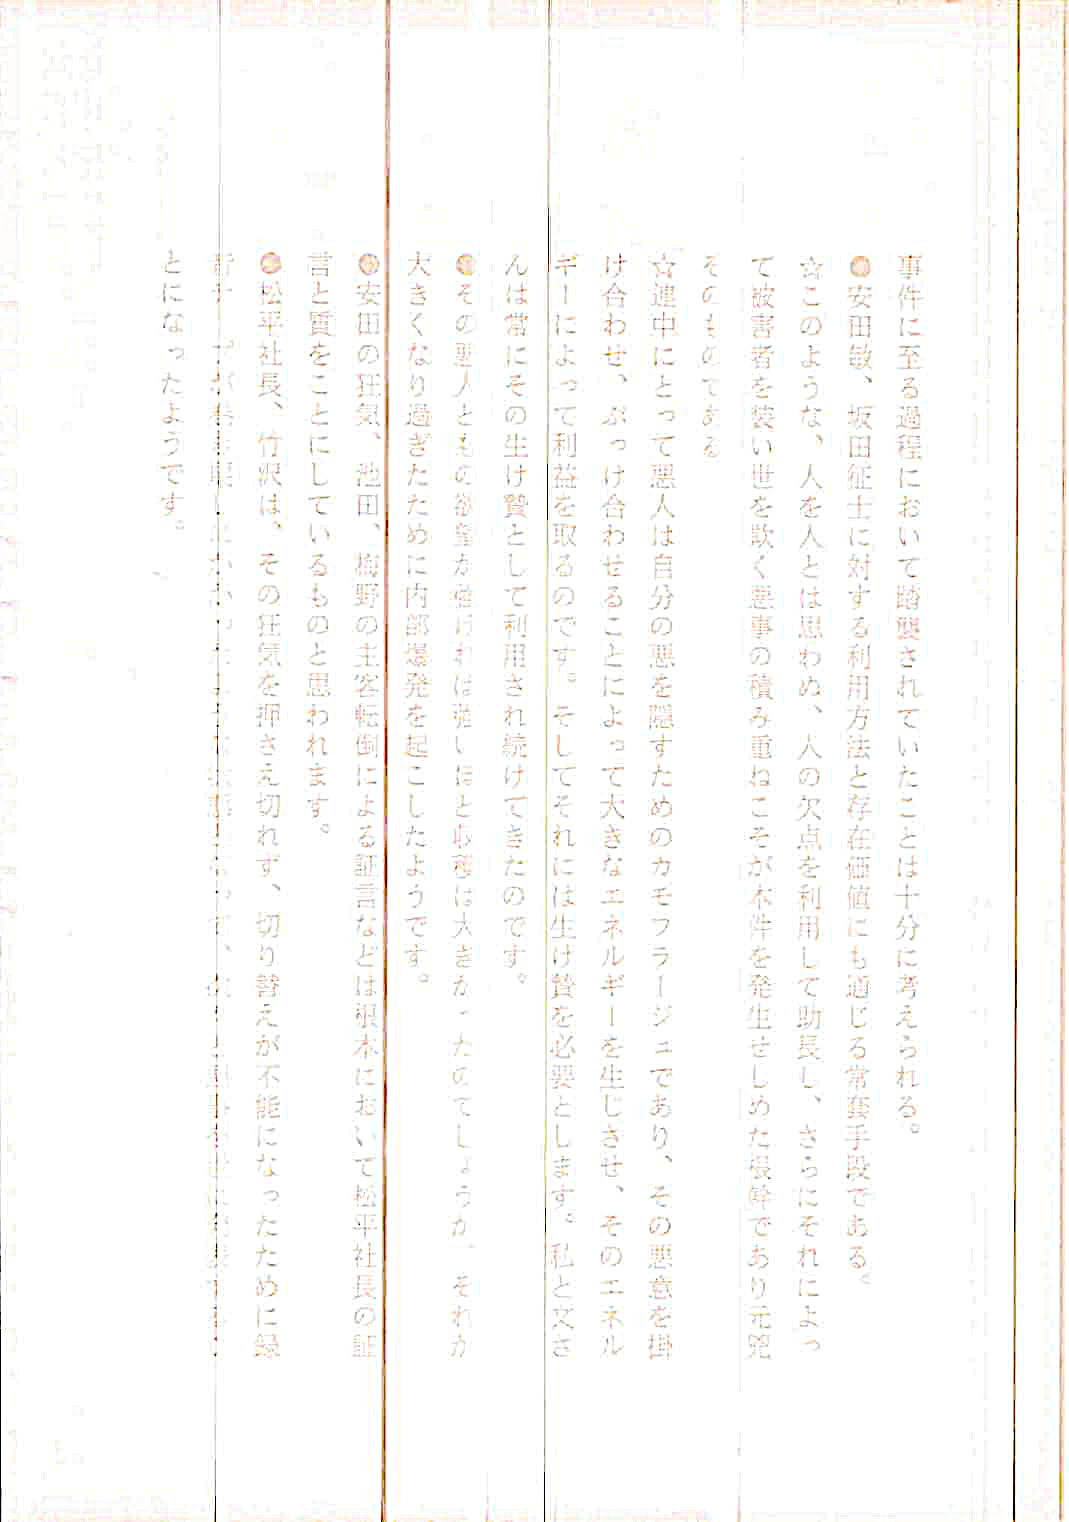 事件に至る過程において踏襲されていたことは十分に考えられる。
●安田敏、坂田征士に対する利用方法と存在価値にも通じる常套手段である。
☆このような、人を人とは思わぬ、人の欠点を利用して助長し、さらにそれによっ
て被害者を装い世を欺く悪事の積み重ねこそが本件を発生せしめた根幹であり元兇
そのものである
☆連中にとって悪人は自分の悪を隠すためのカモフラージュであり、その悪意を掛
け合わせ、ぶっけ合わせることによって大きなエネルギーを生じさせ、そのエネル
ギーによって利益を取るのです。そしてそれには生け贄を必要とします。私と文さ
んは常にその生け贄として利用され続けてきたのです。
●その悪人どもの欲望が強ければ強いほど収穫は大きかったのでしょうが、それが
大きくなり過ぎたために内部爆発を起こしたようです。
●安田の狂気、池田、梅野の主客転倒による証言などは根本において松平社長の証
言と質をことにしているものと思われます。
●松平社長、竹沢は、その狂気を押さえ切れず、切り替えが不能になったために録
とになったようです。